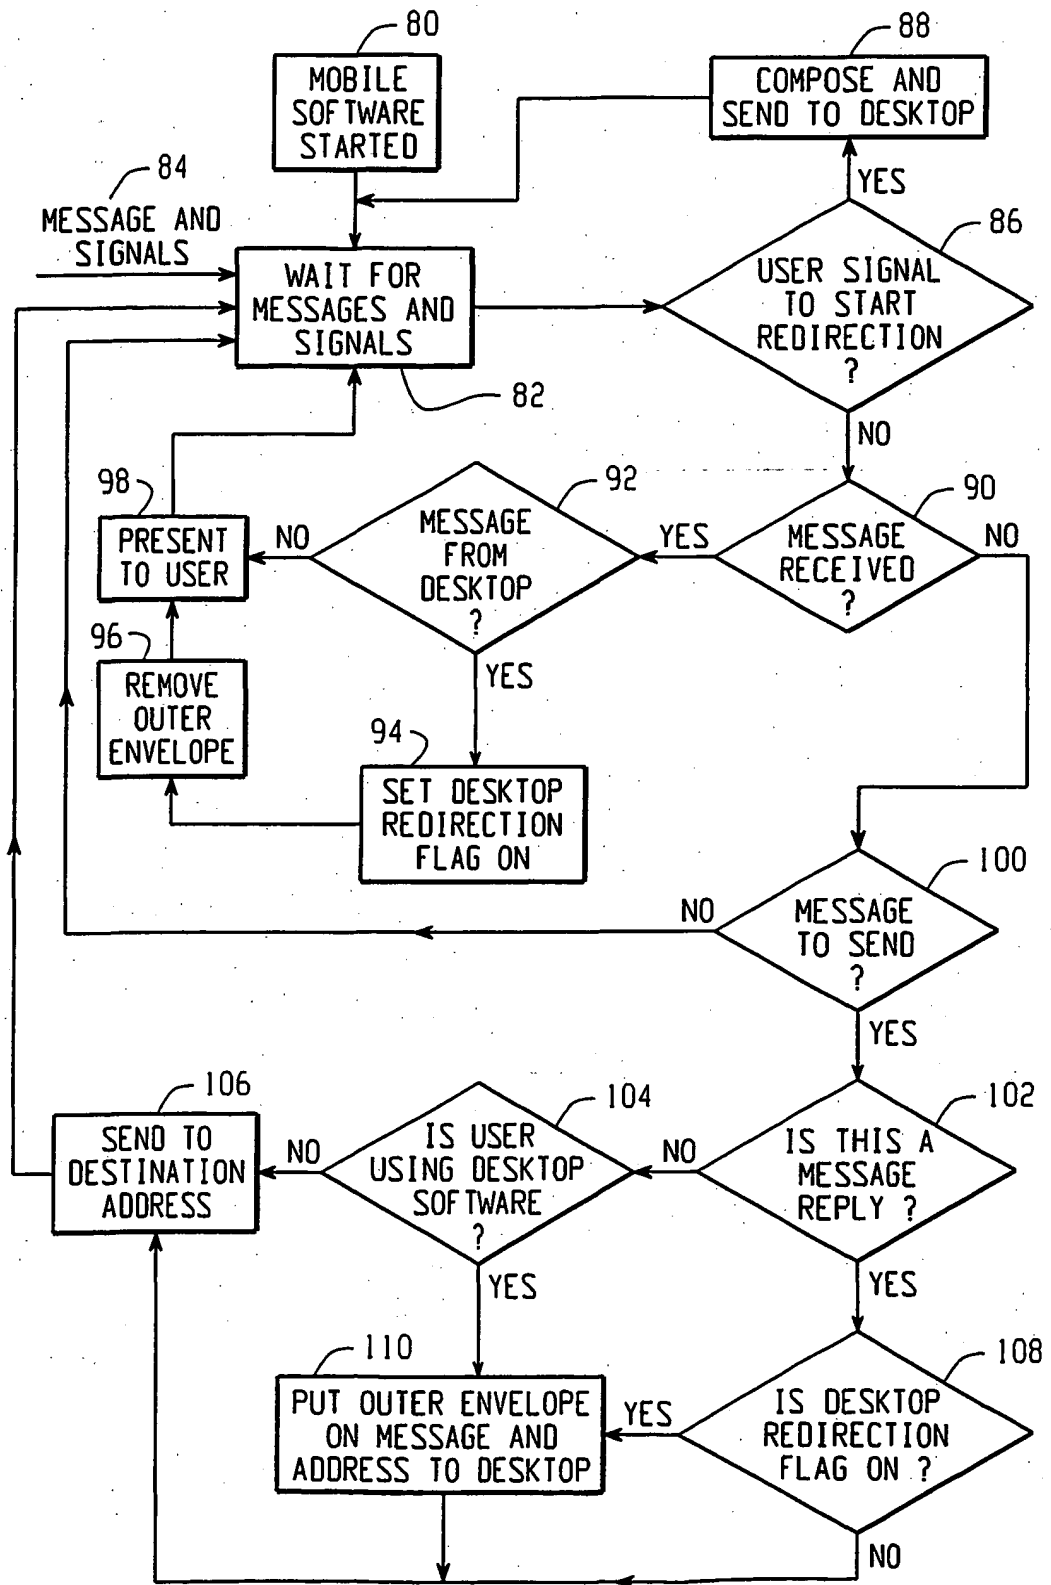 80
MOBILE
SOFTWARE
STARTED
88
COMPOSE AND
SEND TO DESKTOP
YES
84
MESSAGE AND
SIGNALS
WAIT FOR
MESSAGES AND
SIGNALS
82
86
USER SIGNAL
TO START
REDIRECTION
?
NO
98
PRESENT
TO USER
NO
92
MESSAGE
FROM
DESKTOP
?
YES
90
MESSAGE
RECEIVED
?
NO
YES
96
REMOVE
OUTER
ENVELOPE
94
SET DESKTOP
REDIRECTION
FLAG ON
100
MESSAGE
TO SEND
?
NO
YES
106
SEND TO
DESTINATION
ADDRESS
NO
104
IS USER
USING DESKTOP
SOFTWARE
?
NO
102
IS THIS A
MESSAGE
REPLY ?
YES
YES
110
PUT OUTER ENVELOPE
ON MESSAGE AND
ADDRESS TO DESKTOP
YES
108
IS DESKTOP
REDIRECTION
FLAG ON ?
NO